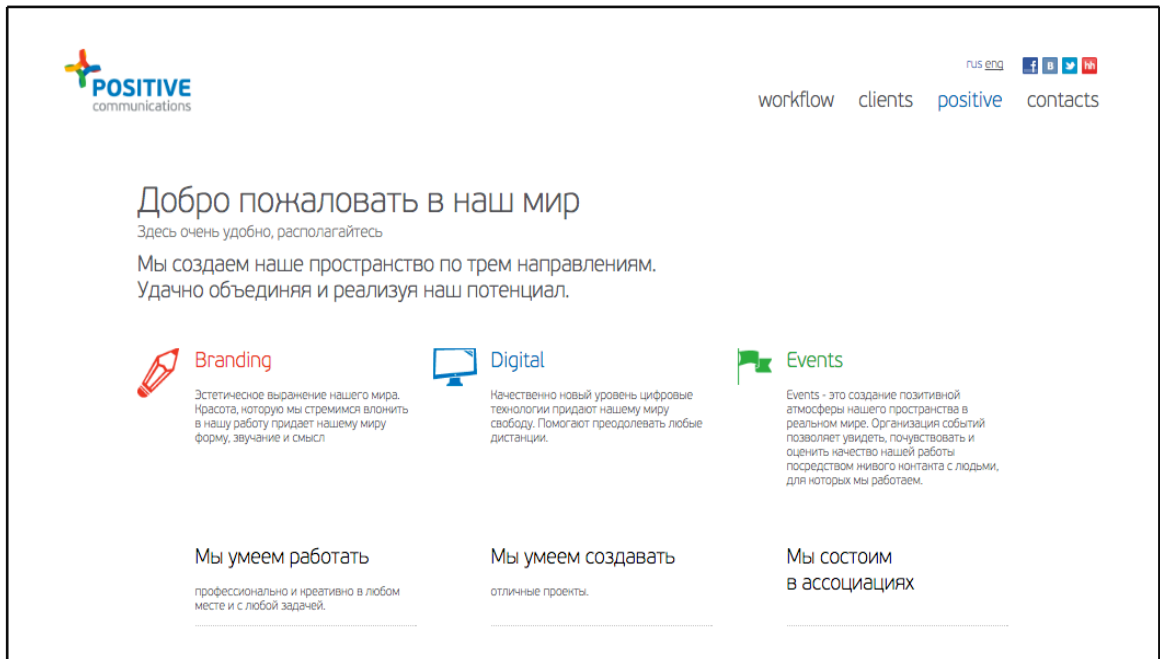 POSITIVE
communications
rus eng
workflow clients positive contacts
Добро пожаловать в наш мир
Здесь очень удобно, располагайтесь
Мы создаем наше пространство по трем направлениям.
Удачно объединяя и реализуя наш потенциал.
Branding
Эстетическое выражение нашего мира.
Красота, которую мы стремимся вложить
в нашу работу придает нашему миру
форму, звучание и смысл
Digital
Качественно новый уровень цифровые
технологии придают нашему миру
свободу. Помогают преодолевать любые
дистанции.
Events
Events - это создание позитивной
атмосферы нашего пространства в
реальном мире. Организация событий
позволяет увидеть, почувствовать и
оценить качество нашей работы
посредством живого контакта с людьми,
для которых мы работаем.
Мы умеем работать
профессионально и креативно в любом
месте и с любой задачей.
Мы умеем создавать
отличные проекты.
Мы состоим
в ассоциациях